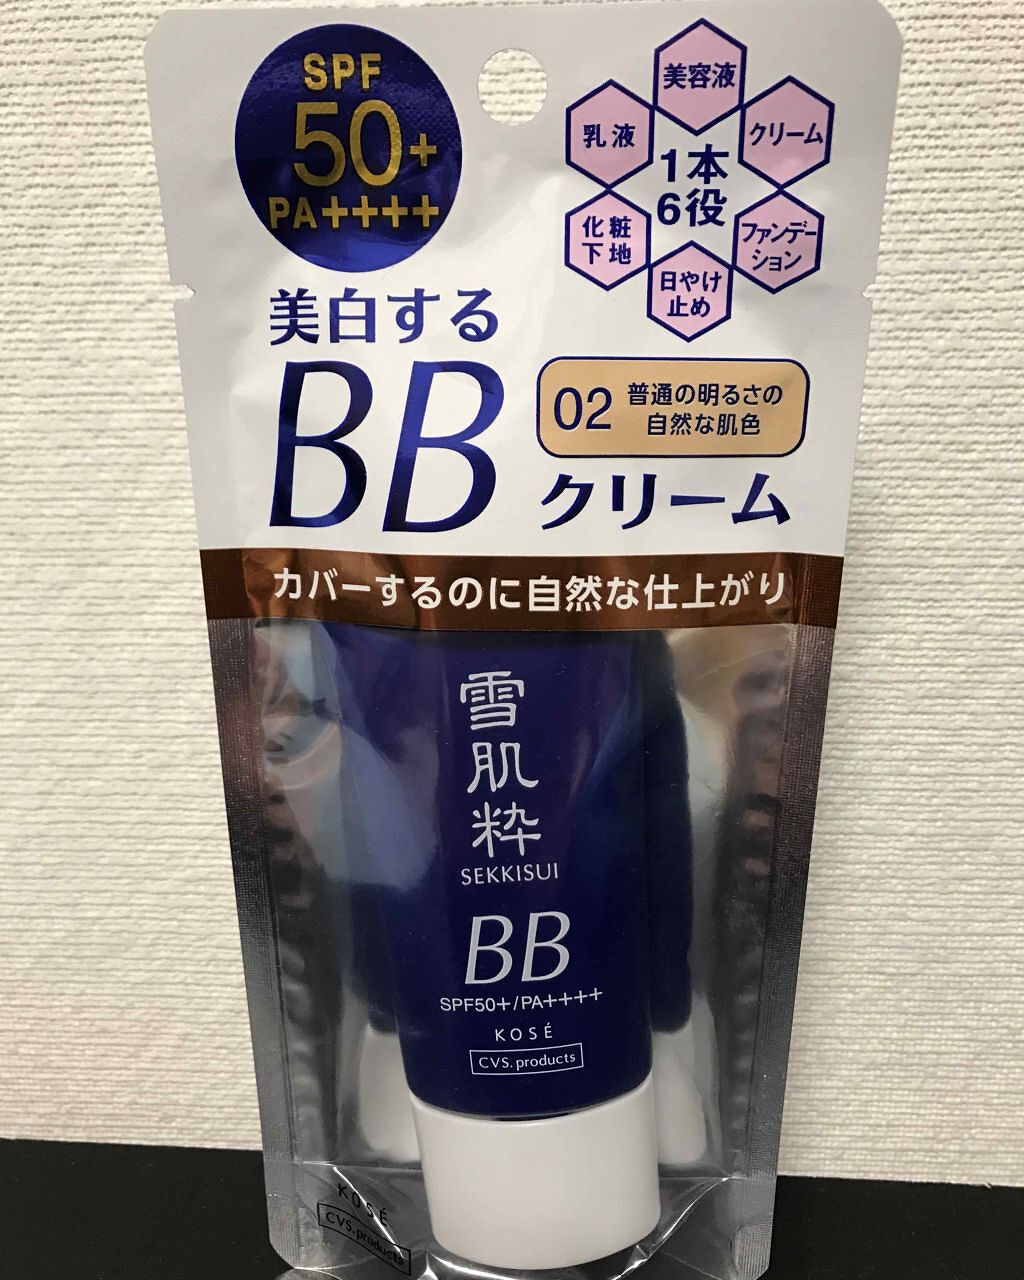 SPF
50+
PA++++
美容液
乳液
クリーム
1本
6役
化粧
下地
ファンデー
ション
日やけ
止め
美白する
BB
クリーム
02
普通の明るさの
自然な肌色
カバーするのに自然な仕上がり
雪肌粋
SEKKISUI
BB
SPF50+/PA++++
KOSÉ
CVS.products
KOSÉ
CVS.products